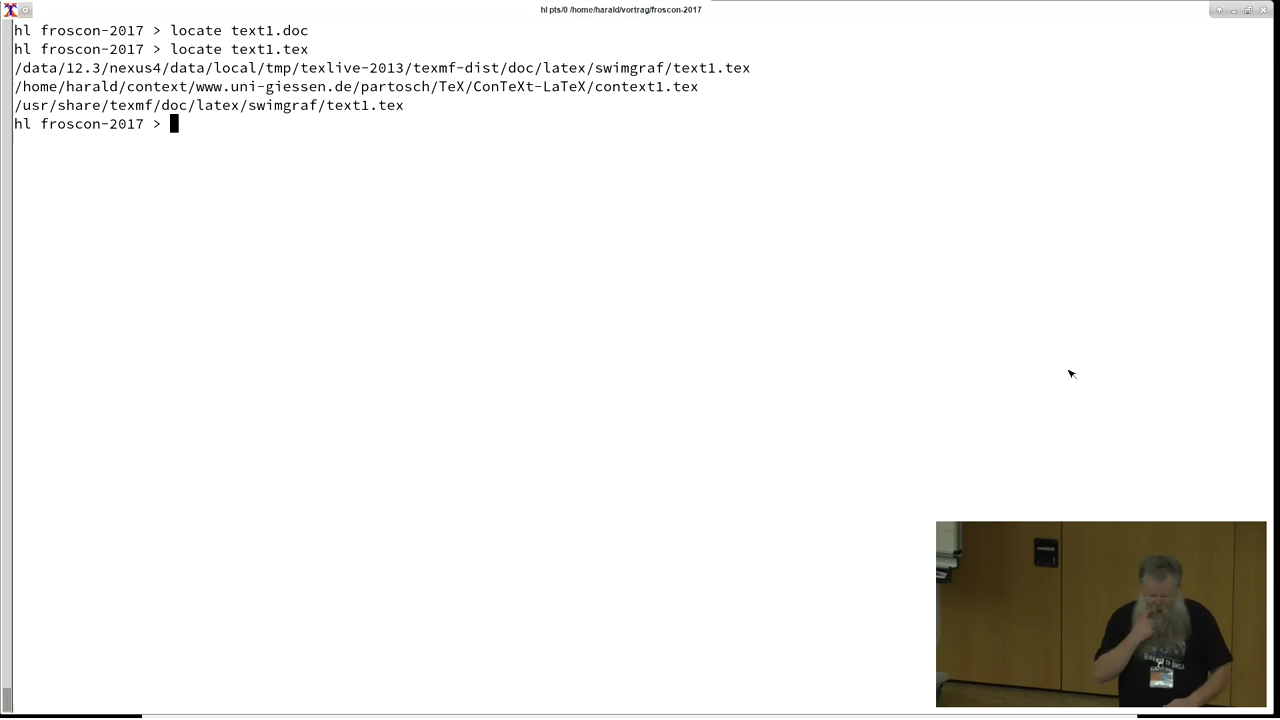 hl pts/0 /home/harald/vortrag/froscon-2017
hl froscon-2017 > locate text1.doc
hl froscon-2017 > locate text1.tex
/data/12.3/nexus4/data/local/tmp/texlive-2013/texmf-dist/doc/latex/swimgraf/text1.tex
/home/harald/context/www.uni-giessen.de/partosch/TeX/ConTeXt-LaTeX/context1.tex
/usr/share/texmf/doc/latex/swimgraf/text1.tex
hl froscon-2017 >